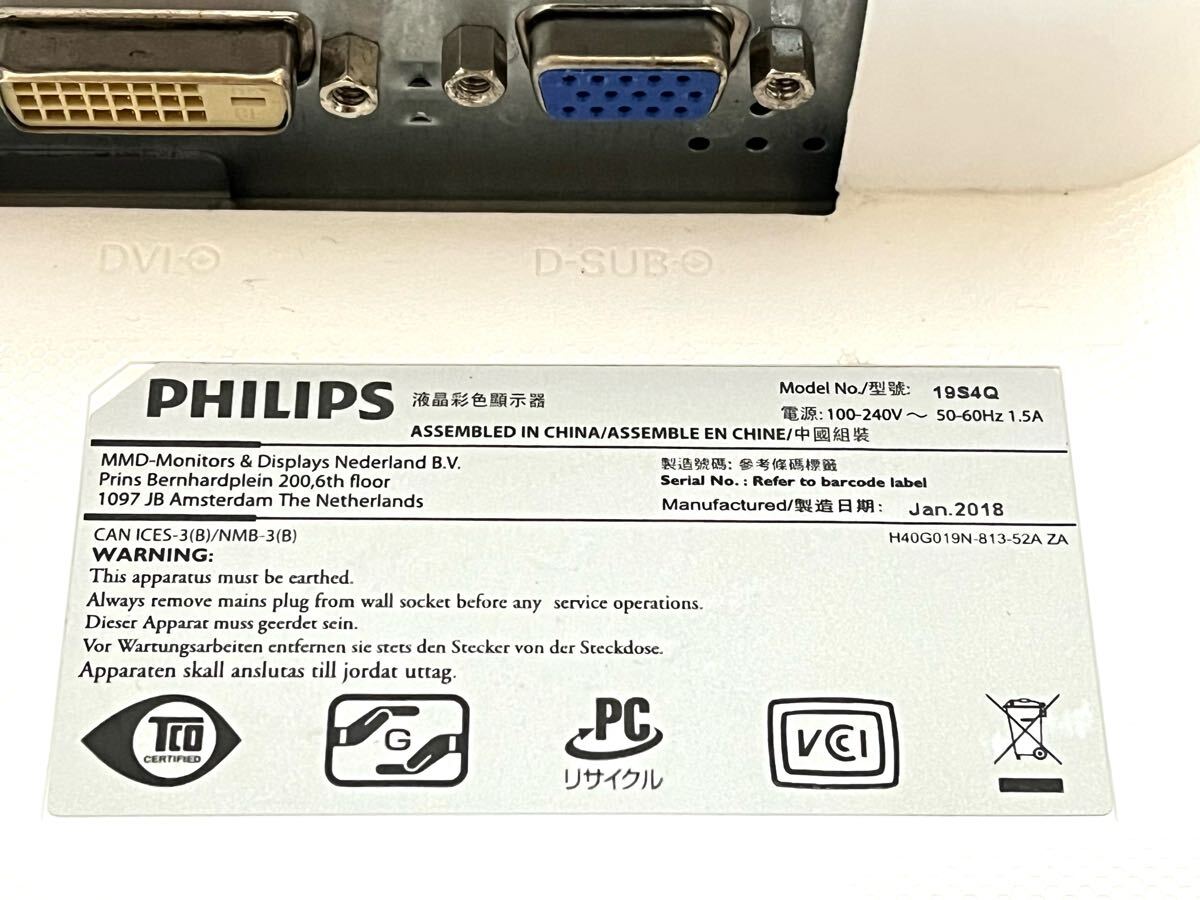 DVI
D-SUB
PHILIPS 液晶彩色顯示器
Model No./型號: 19S4Q
電源: 100-240V ~ 50-60Hz 1.5A
ASSEMBLED IN CHINA/ASSEMBLE EN CHINE/中國組裝
MMD-Monitors & Displays Nederland B.V.
Prins Bernhardplein 200,6th floor
1097 JB Amsterdam The Netherlands
製造號碼: 參考條碼標籤
Serial No. : Refer to barcode label
Manufactured/製造日期: Jan.2018
CAN ICES-3(B)/NMB-3(B)
H40G019N-813-52A ZA
WARNING:
This apparatus must be earthed.
Always remove mains plug from wall socket before any service operations.
Dieser Apparat muss geerdet sein.
Vor Wartungsarbeiten entfernen sie stets den Stecker von der Steckdose.
Apparaten skall anslutas till jordat uttag.
TCO
CERTIFIED
G
PC
リサイクル
VCCI